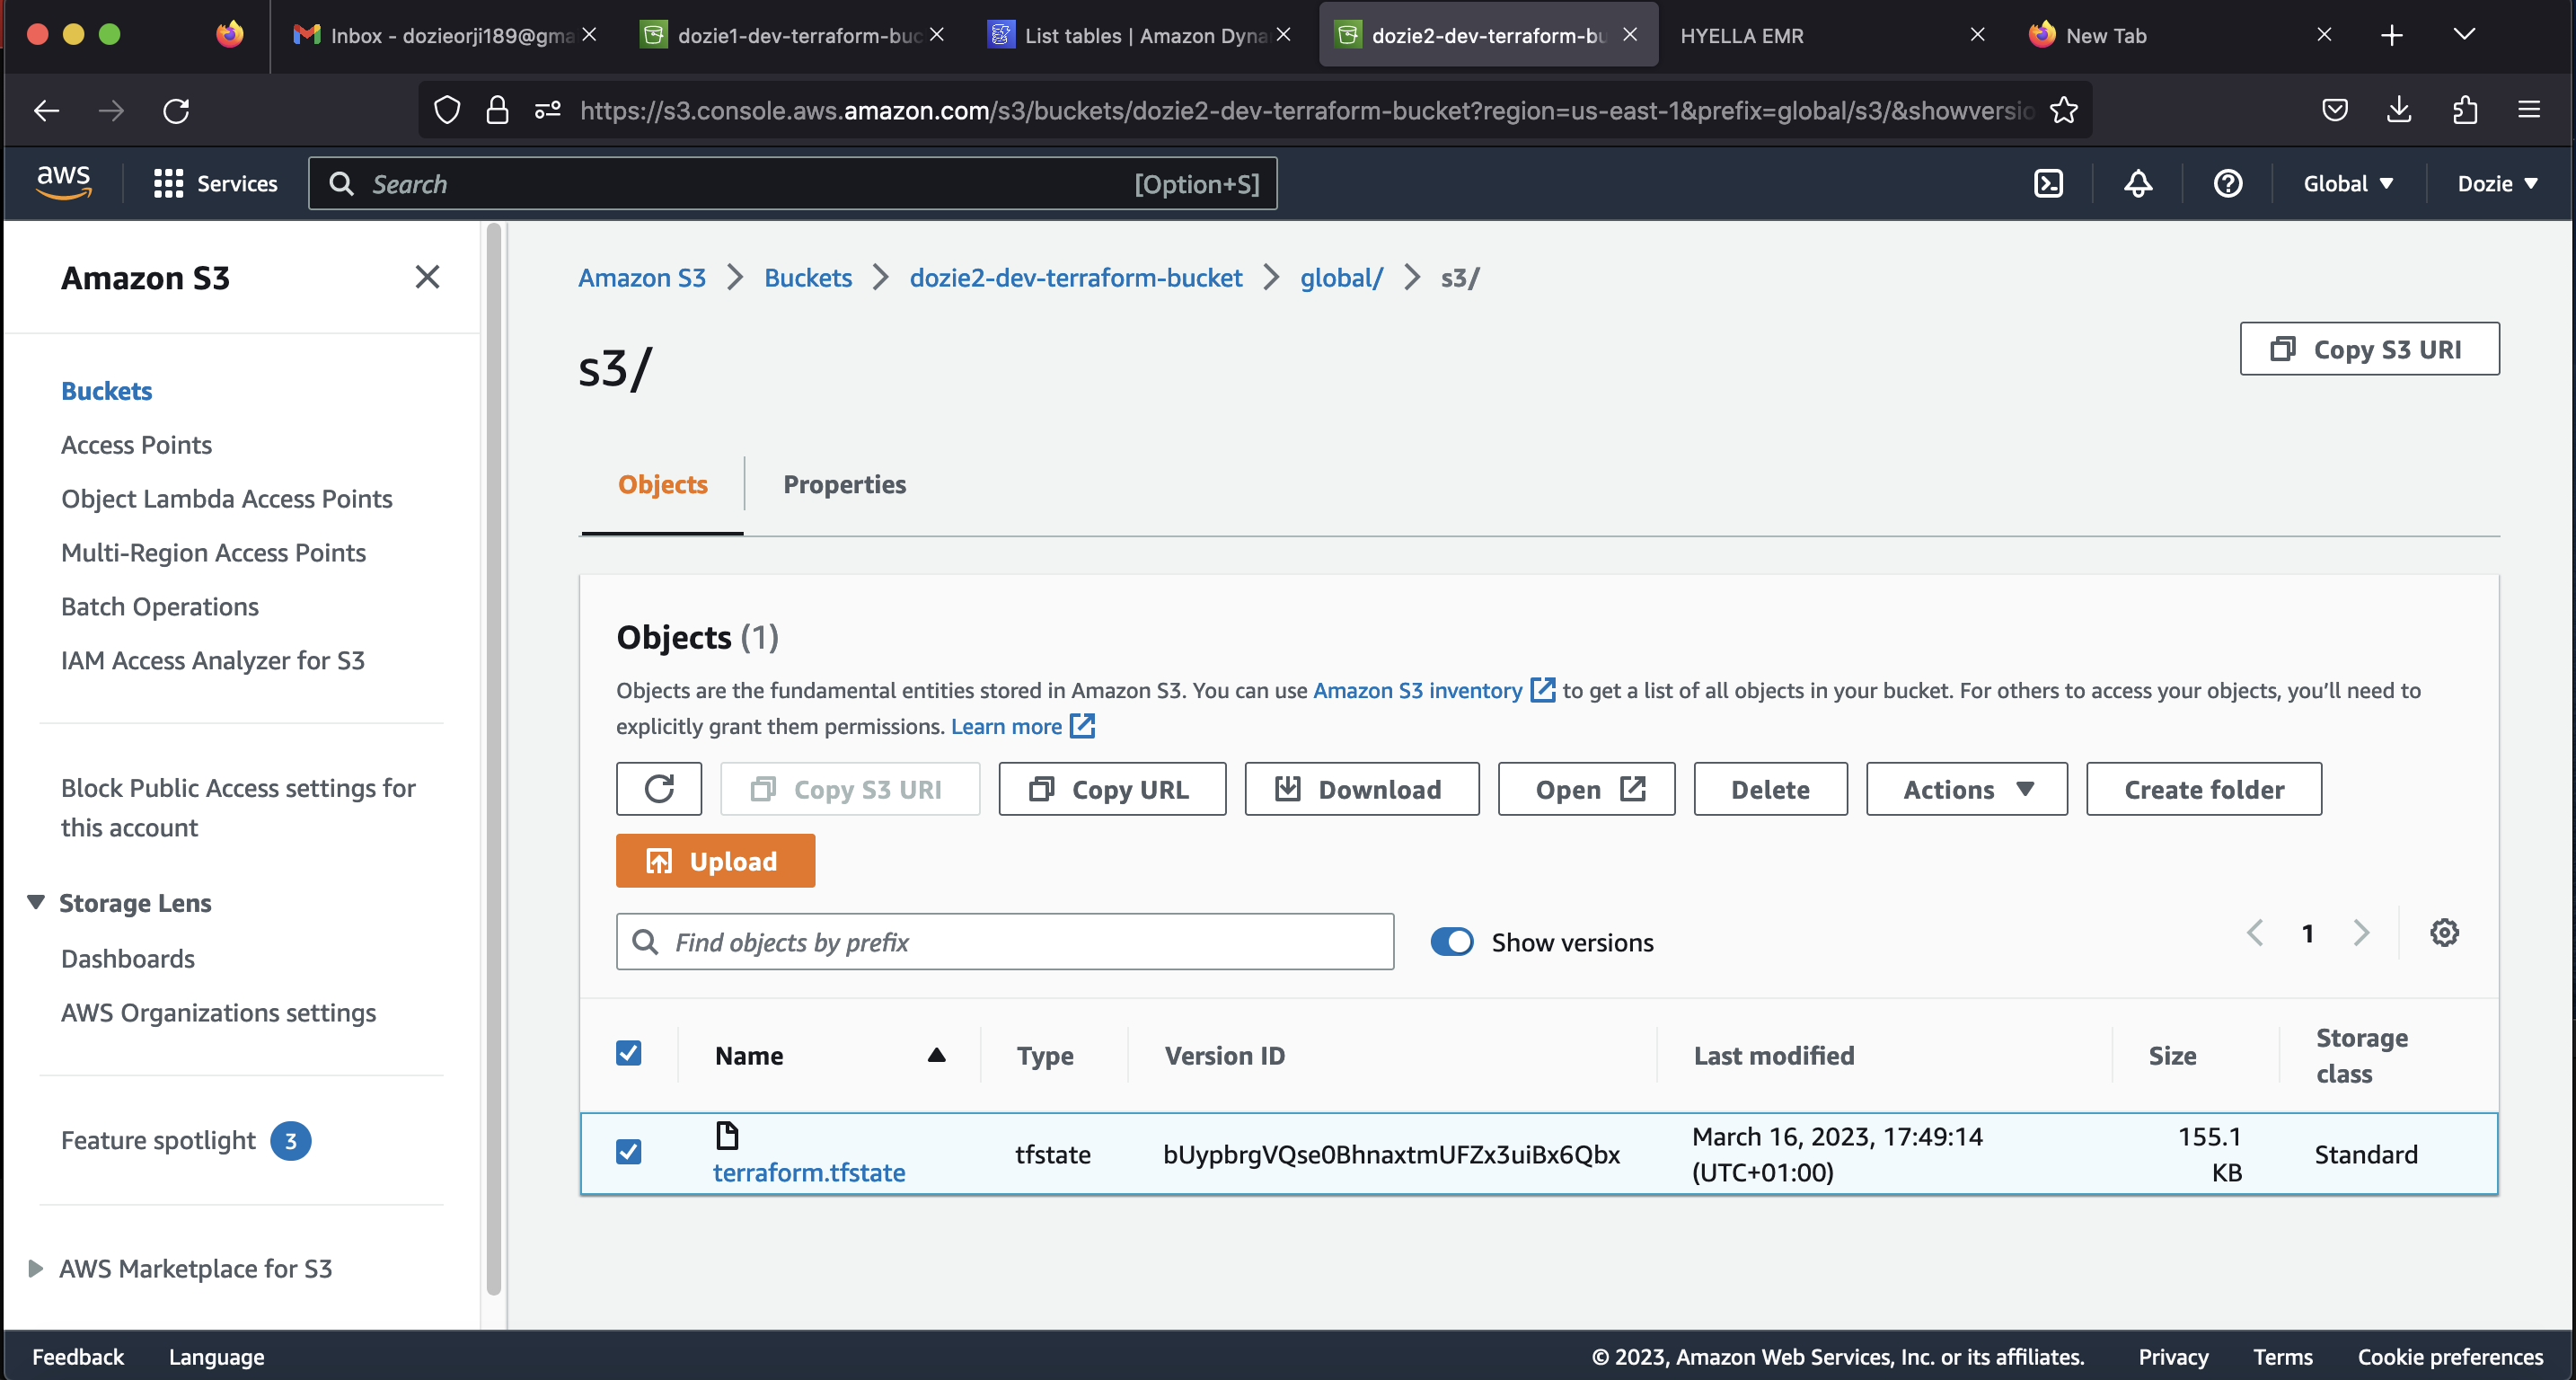 Inbox - dozieorji189@gma
dozie1-dev-terraform-buc
List tables | Amazon Dyna
dozie2-dev-terraform-bu
HYELLA EMR
New Tab
https://s3.console.aws.amazon.com/s3/buckets/dozie2-dev-terraform-bucket?region=us-east-1&prefix=global/s3/&showversio
aws
Services
Search
[Option+S]
Global
Dozie
Amazon S3
Buckets
Access Points
Object Lambda Access Points
Multi-Region Access Points
Batch Operations
IAM Access Analyzer for S3
Block Public Access settings for
this account
Storage Lens
Dashboards
AWS Organizations settings
Feature spotlight 3
AWS Marketplace for S3
Amazon S3 > Buckets > dozie2-dev-terraform-bucket > global/ > s3/
s3/
Copy S3 URI
Objects
Properties
Objects (1)
Objects are the fundamental entities stored in Amazon S3. You can use Amazon S3 inventory to get a list of all objects in your bucket. For others to access your objects, you’ll need to
explicitly grant them permissions. Learn more
Copy S3 URI
Copy URL
Download
Open
Delete
Actions
Create folder
Upload
Find objects by prefix
Show versions
1
Name
Type
Version ID
Last modified
Size
Storage
class
terraform.tfstate
tfstate
bUypbrgVQse0BhnaxtmUFZx3uiBx6Qbx
March 16, 2023, 17:49:14
(UTC+01:00)
155.1
KB
Standard
Feedback
Language
© 2023, Amazon Web Services, Inc. or its affiliates.
Privacy
Terms
Cookie preferences